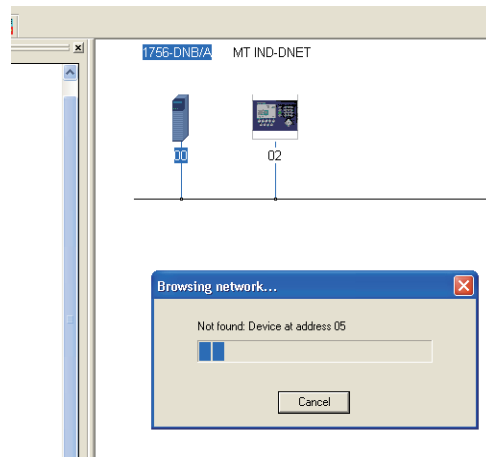 1756-DNB/A MT IND-DNET
00 02
Browsing network...
Not found: Device at address 05
Cancel